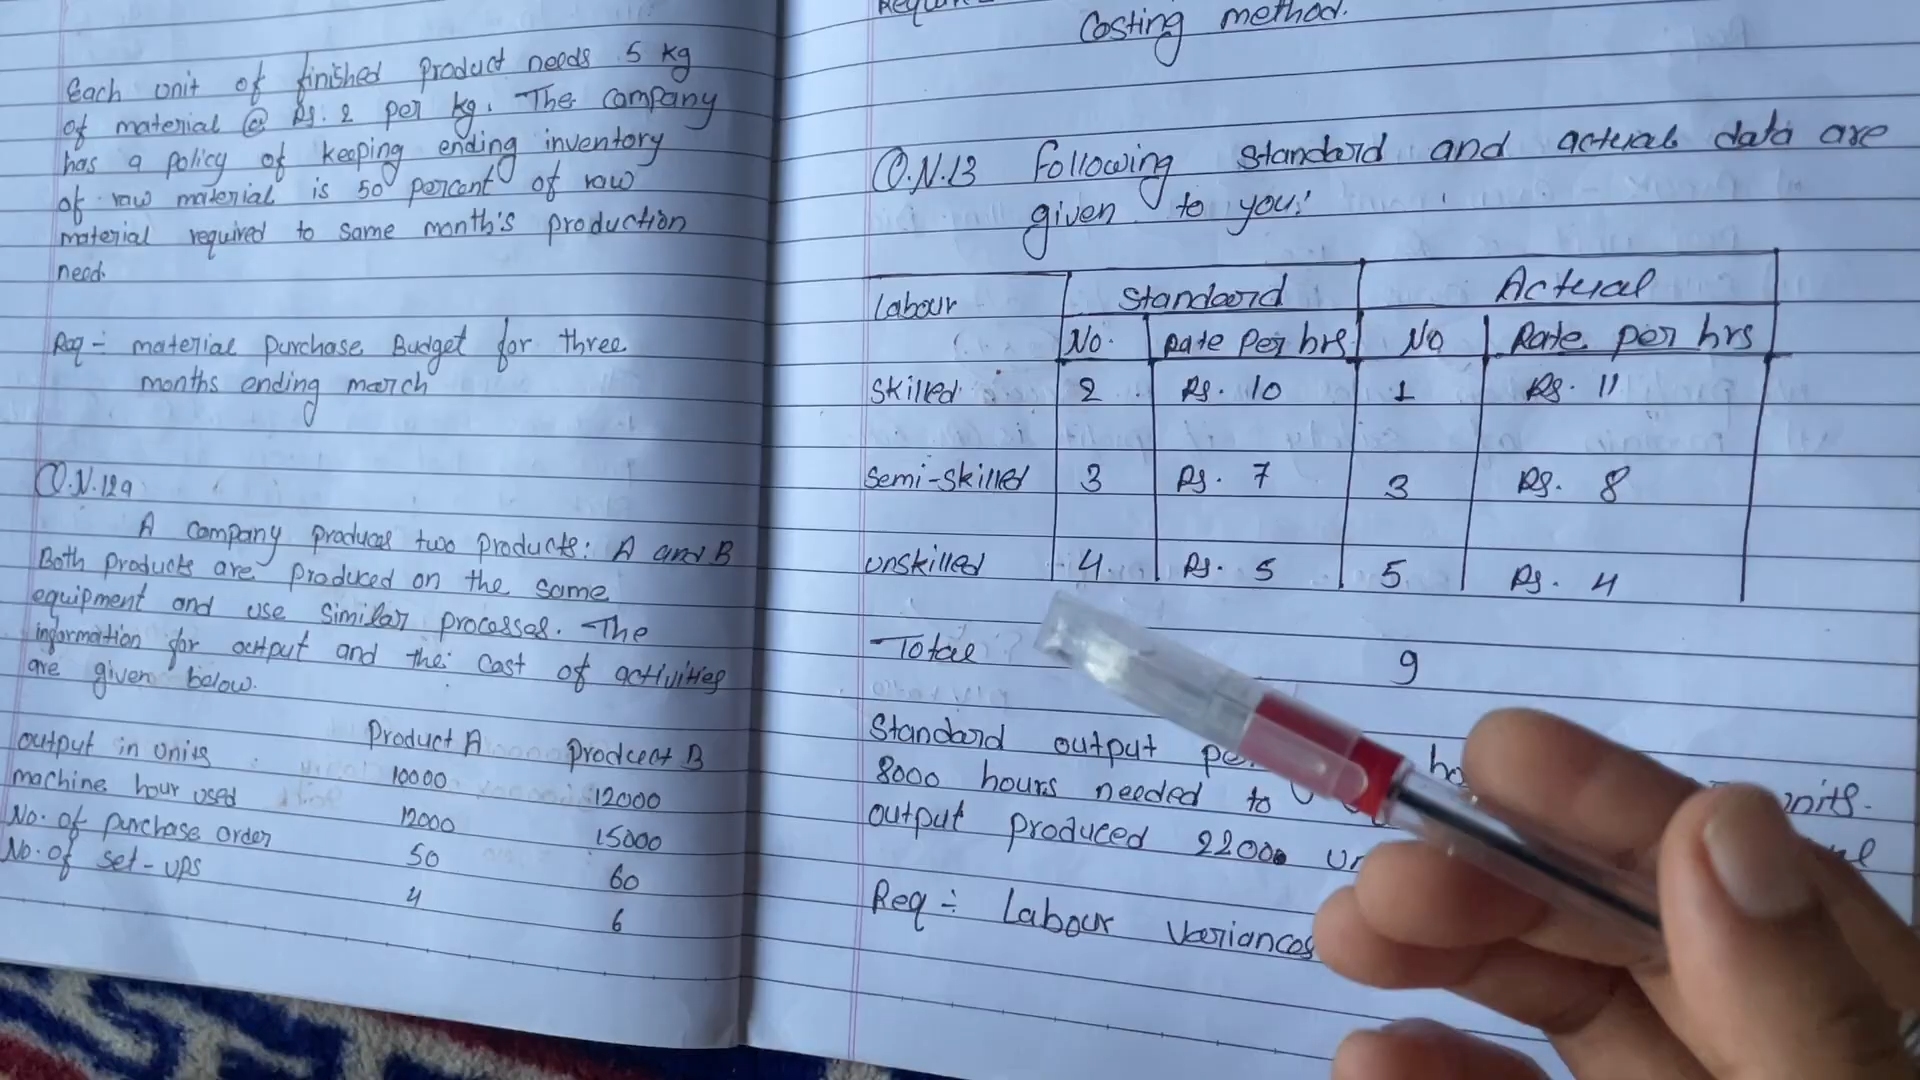 Each unit of finished product needs 5 kg
of material @ Rs. 2 per kg. The company
has a policy of keeping ending inventory
of raw material is 50 percent of raw
material required to same month's production
need.
Req ÷ material purchase Budget for three
months ending march
Q.N.12a
A company produces two products: A and B
Both products are produced on the same
equipment and use similar processes. The
information for output and the cost of activities
are given below.
Product A Product B
output in units 10000 12000
machine hour used 12000 15000
No. of purchase order 50 60
No. of set-ups 4 6
Costing method.
Q.N.13 Following standard and actual data are
given to you:
Labour Standard Actual
No. Rate per hrs No Rate per hrs
Skilled 2 Rs. 10 1 Rs. 11
Semi-skilled 3 Rs. 7 3 Rs. 8
unskilled 4 Rs. 5 5 Rs. 4
Total 9
Standard output units.
8000 hours needed to
output produced 22000
Req ÷ Labour variances